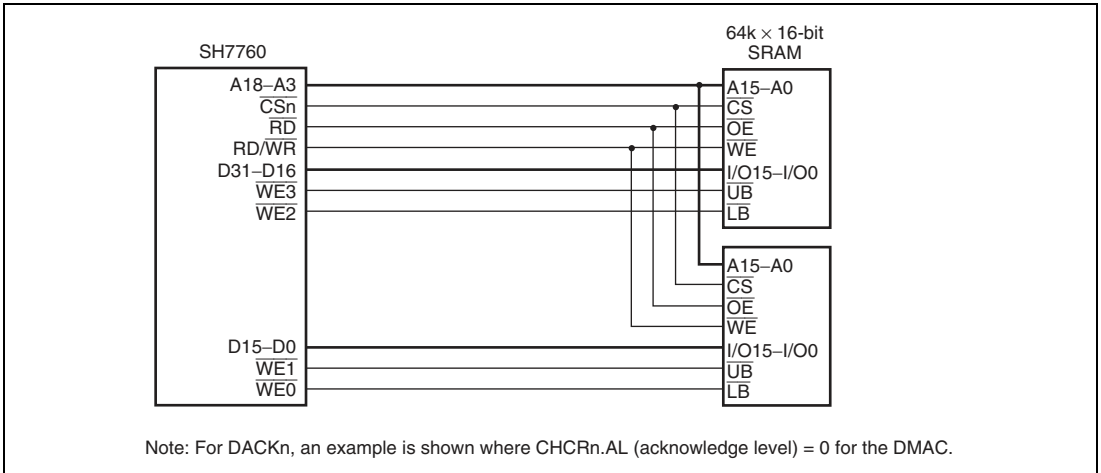 64k × 16-bit
SRAM
SH7760
A18–A3
CSn
RD
RD/WR
D31–D16
WE3
WE2
D15–D0
WE1
WE0
A15–A0
CS
OE
WE
I/O15–I/O0
UB
LB
A15–A0
CS
OE
WE
I/O15–I/O0
UB
LB
Note: For DACKn, an example is shown where CHCRn.AL (acknowledge level) = 0 for the DMAC.